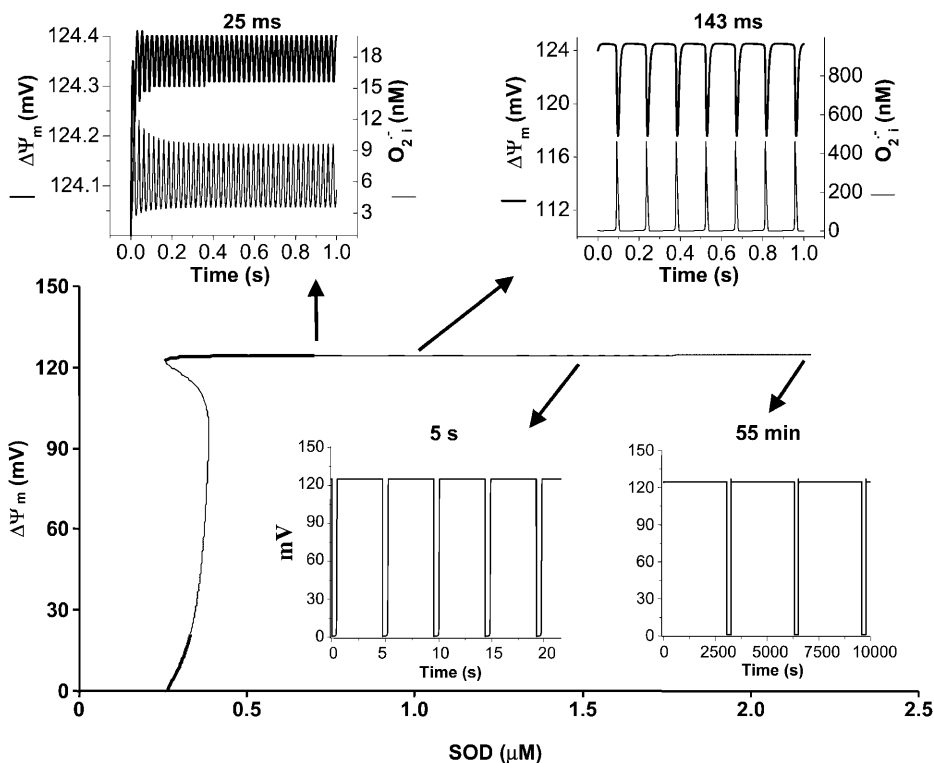 25 ms
124.4
124.3
124.2
124.1
ΔΨm (mV)
18
15
12
9
6
3
O2·-i (nM)
0.0 0.2 0.4 0.6 0.8 1.0
Time (s)
143 ms
124
120
116
112
ΔΨm (mV)
800
600
400
200
0
O2·-i (nM)
0.0 0.2 0.4 0.6 0.8 1.0
Time (s)
150
120
90
60
30
0
ΔΨm (mV)
5 s
150
120
90
60
30
0
mV
0 5 10 15 20
Time (s)
55 min
150
120
90
60
30
0
0 2500 5000 7500 10000
Time (s)
0 0.5 1.0 1.5 2.0 2.5
SOD (μM)